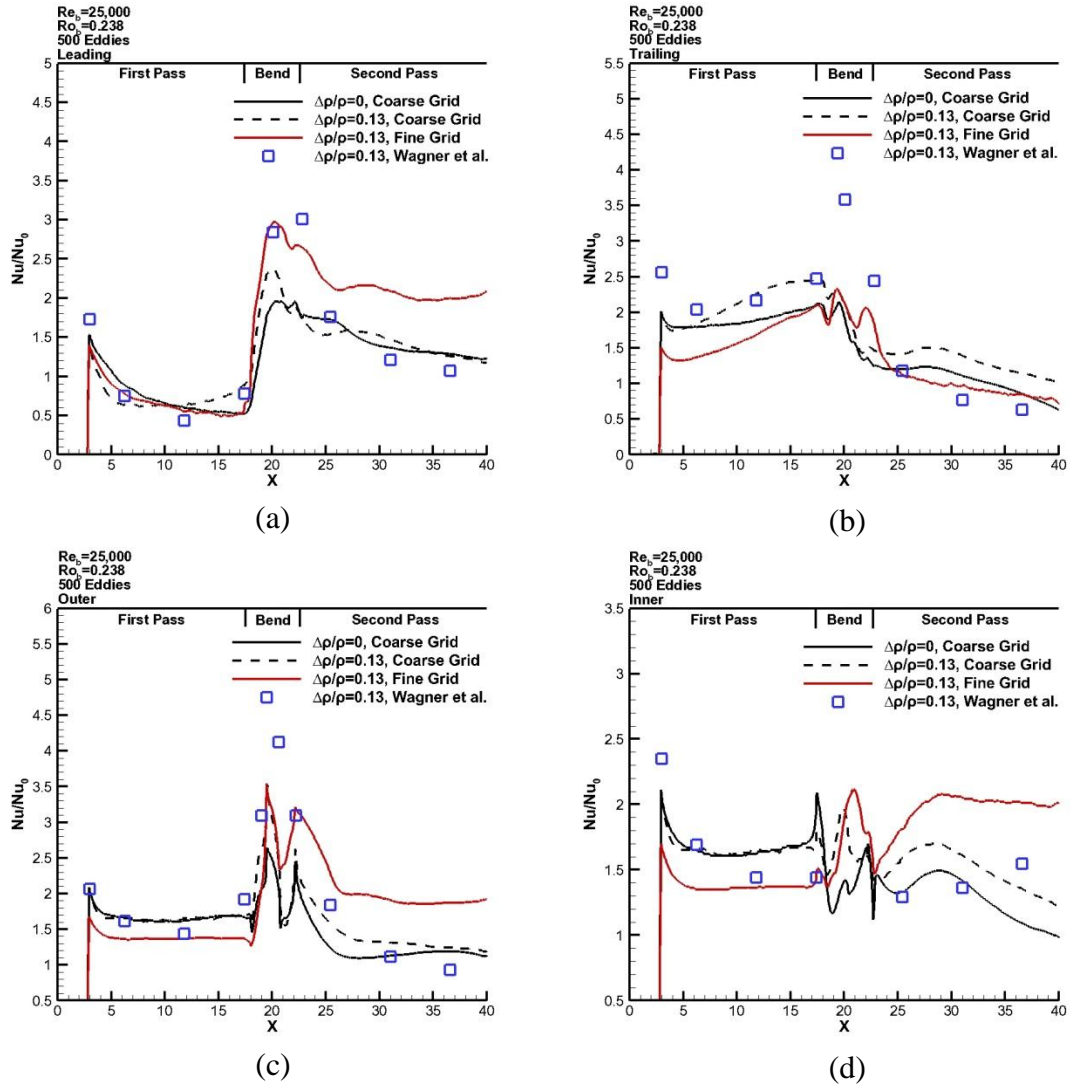 Re_b=25,000
Ro_b=0.238
500 Eddies
Leading
First Pass Bend Second Pass
Δρ/ρ=0, Coarse Grid
Δρ/ρ=0.13, Coarse Grid
Δρ/ρ=0.13, Fine Grid
Δρ/ρ=0.13, Wagner et al.
5
4.5
4
3.5
3
2.5
2
1.5
1
0.5
0
Nu/Nu_0
0 5 10 15 20 25 30 35 40
X
(a)
Re_b=25,000
Ro_b=0.238
500 Eddies
Trailing
First Pass Bend Second Pass
Δρ/ρ=0, Coarse Grid
Δρ/ρ=0.13, Coarse Grid
Δρ/ρ=0.13, Fine Grid
Δρ/ρ=0.13, Wagner et al.
5.5
5
4.5
4
3.5
3
2.5
2
1.5
1
0.5
0
Nu/Nu_0
0 5 10 15 20 25 30 35 40
X
(b)
Re_b=25,000
Ro_b=0.238
500 Eddies
Outer
First Pass Bend Second Pass
Δρ/ρ=0, Coarse Grid
Δρ/ρ=0.13, Coarse Grid
Δρ/ρ=0.13, Fine Grid
Δρ/ρ=0.13, Wagner et al.
6
5.5
5
4.5
4
3.5
3
2.5
2
1.5
1
0.5
Nu/Nu_0
0 5 10 15 20 25 30 35 40
X
(c)
Re_b=25,000
Ro_b=0.238
500 Eddies
Inner
First Pass Bend Second Pass
Δρ/ρ=0, Coarse Grid
Δρ/ρ=0.13, Coarse Grid
Δρ/ρ=0.13, Fine Grid
Δρ/ρ=0.13, Wagner et al.
3.5
3
2.5
2
1.5
1
0.5
Nu/Nu_0
0 5 10 15 20 25 30 35 40
X
(d)